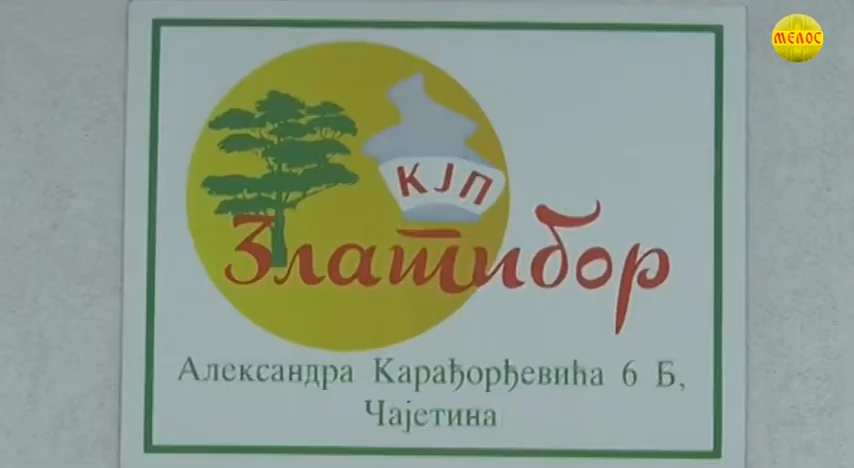 МЕЛОС
КЈП
Златибор
Александра Карађорђевића 6 Б,
Чајетина